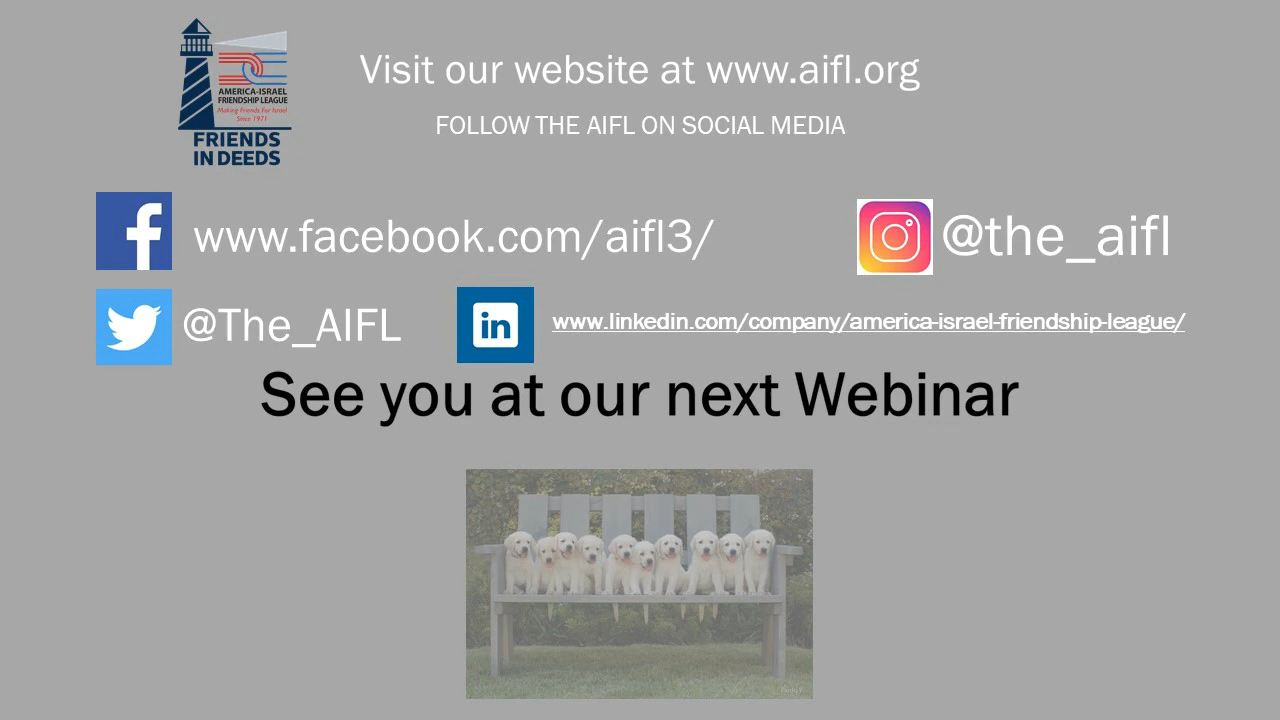 AMERICA-ISRAEL
FRIENDSHIP LEAGUE
Making Friends For Israel
Since 1971
FRIENDS
IN DEEDS
Visit our website at www.aifl.org
FOLLOW THE AIFL ON SOCIAL MEDIA
f www.facebook.com/aifl3/
@the_aifl
@The_AIFL
in www.linkedin.com/company/america-israel-friendship-league/
See you at our next Webinar